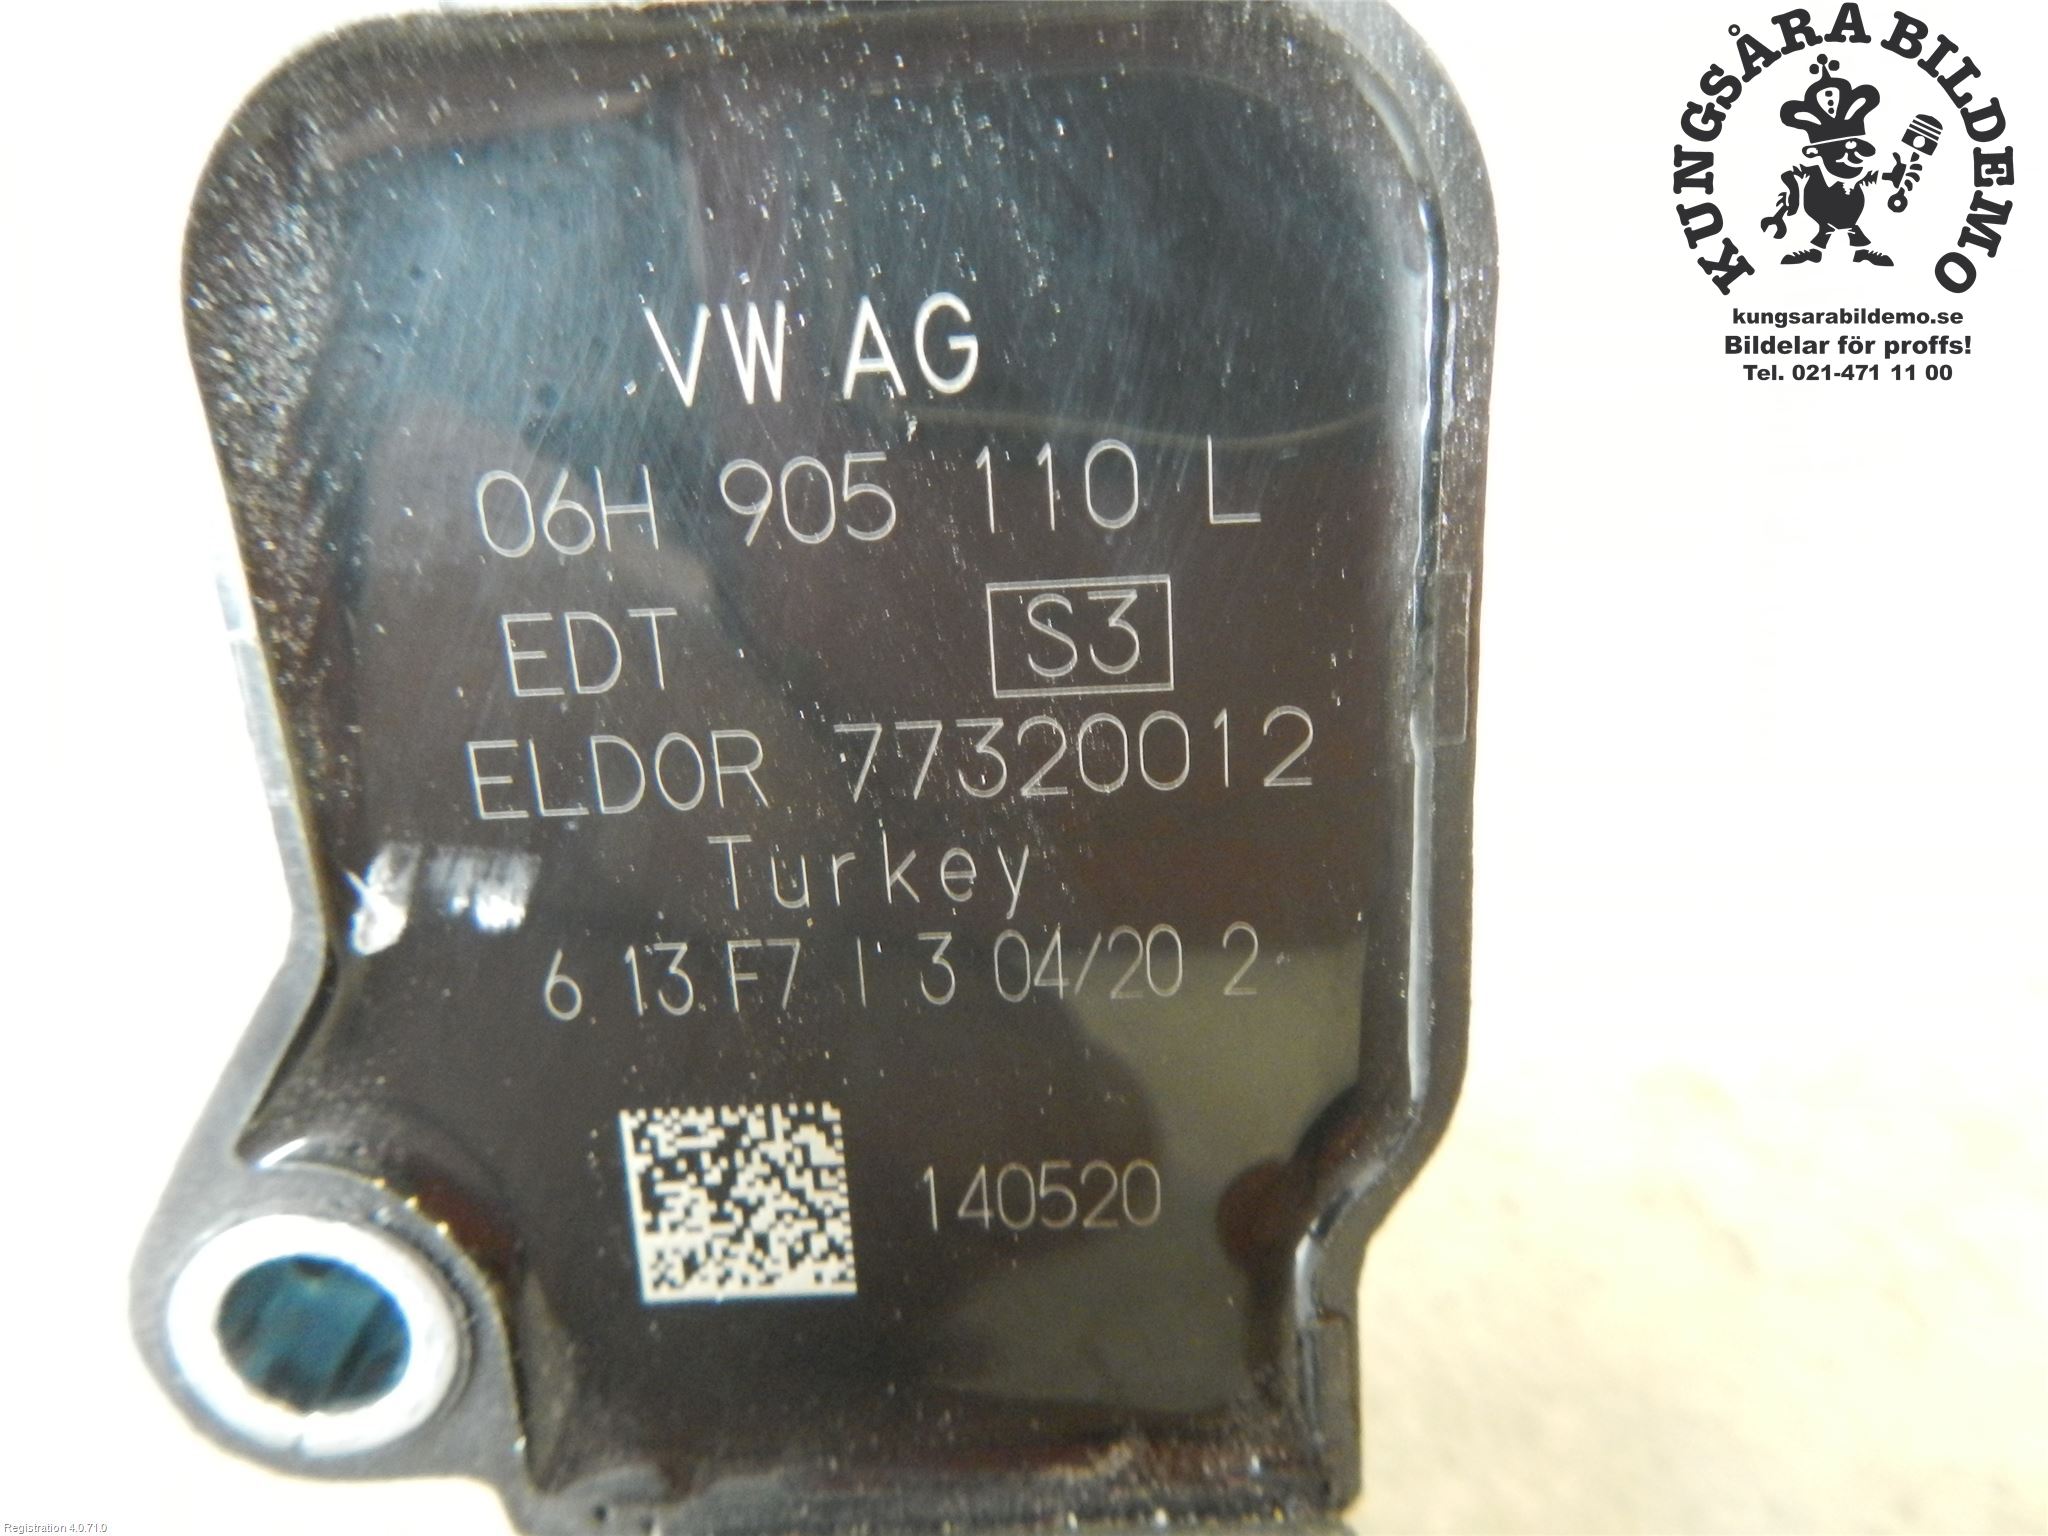 VW AG
06H 905 110 L
EDT S3
ELDOR 77320012
Turkey
6 13 F7 I 3 04/20 2
140520
KUNGSÅRA BILDEMO
kungsarabildemo.se
Bildelar för proffs!
Tel. 021-471 11 00
Registration 4.0.71.0